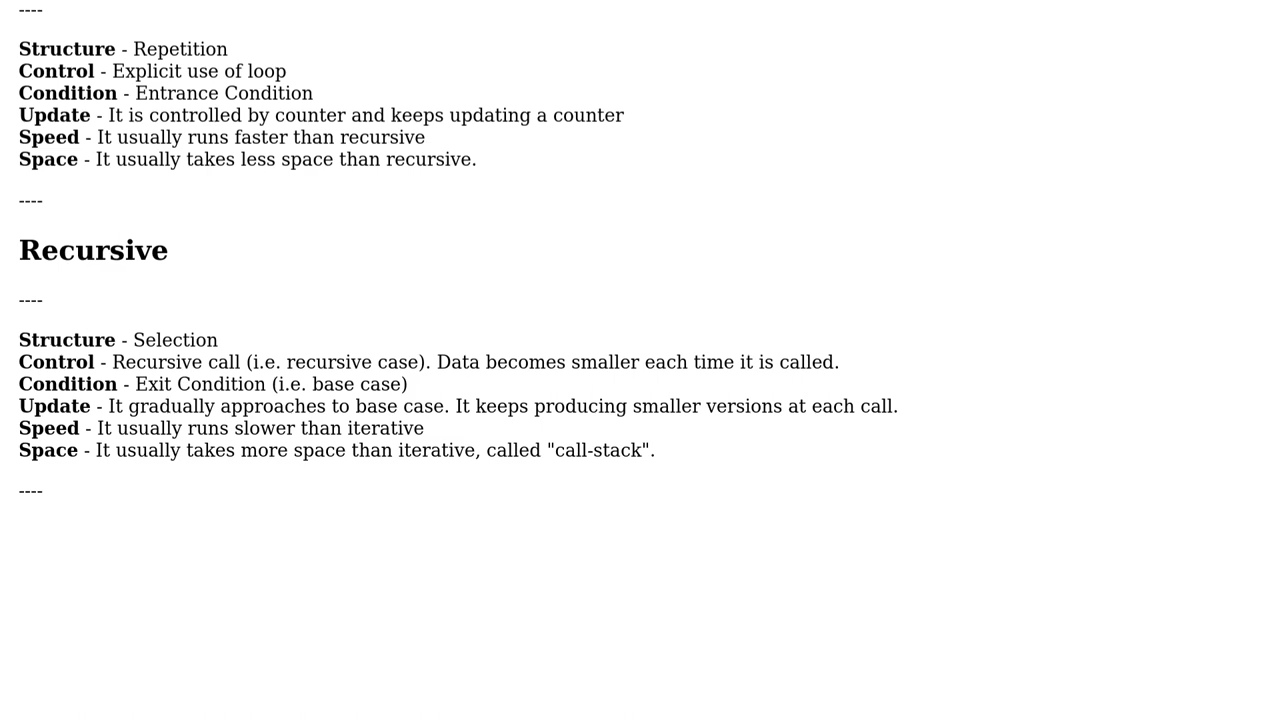 ----
Structure - Repetition
Control - Explicit use of loop
Condition - Entrance Condition
Update - It is controlled by counter and keeps updating a counter
Speed - It usually runs faster than recursive
Space - It usually takes less space than recursive.
----
Recursive
----
Structure - Selection
Control - Recursive call (i.e. recursive case). Data becomes smaller each time it is called.
Condition - Exit Condition (i.e. base case)
Update - It gradually approaches to base case. It keeps producing smaller versions at each call.
Speed - It usually runs slower than iterative
Space - It usually takes more space than iterative, called "call-stack".
----